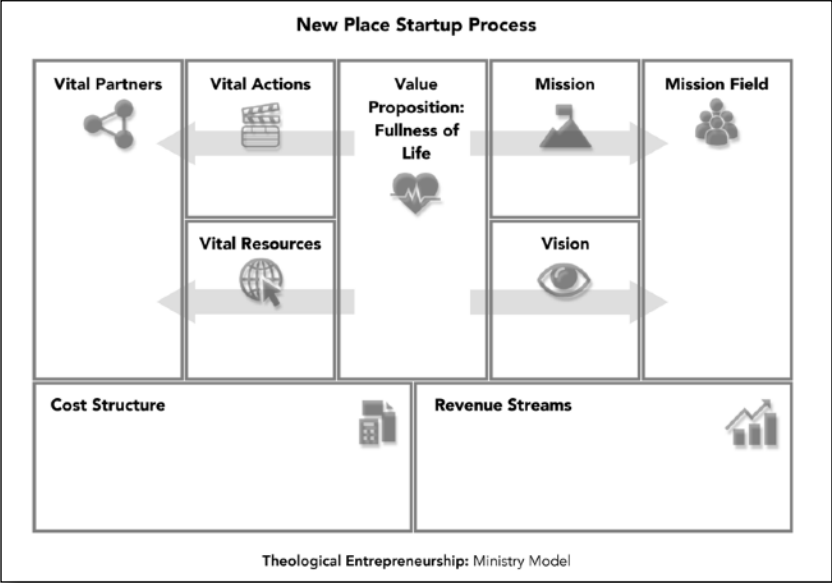 New Place Startup Process
Vital Partners
Vital Actions
Value
Proposition:
Fullness of
Life
Mission
Mission Field
Vital Resources
Vision
Cost Structure
Revenue Streams
Theological Entrepreneurship: Ministry Model